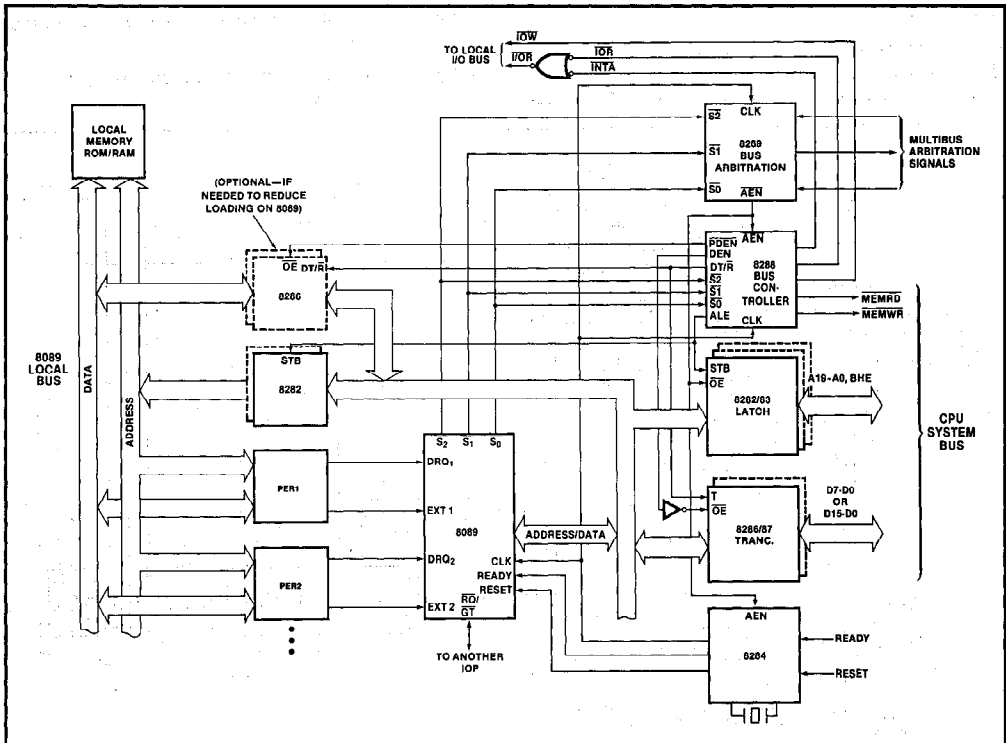 TO LOCAL
I/O BUS
IOW
I/OR
IOR
INTA
LOCAL
MEMORY
ROM/RAM
(OPTIONAL—IF
NEEDED TO REDUCE
LOADING ON 8089)
CLK
S2
S1
S0
8289
BUS
ARBITRATION
AEN
MULTIBUS
ARBITRATION
SIGNALS
OE
DT/R
8286
AEN
PDEN
DEN
DT/R
S2
S1
S0
ALE
CLK
8288
BUS
CON-
TROLLER
MEMRD
MEMWR
8089
LOCAL
BUS
DATA
ADDRESS
STB
8282
STB
OE
8282/83
LATCH
A19-A0, BHE
CPU
SYSTEM
BUS
S2
S1
S0
DRQ1
EXT 1
8089
DRQ2
EXT 2
CLK
READY
RESET
RQ/
GT
ADDRESS/DATA
PER1
PER2
T
OE
8286/87
TRANC.
D7-D0
OR
D15-D0
TO ANOTHER
IOP
AEN
8284
READY
RESET